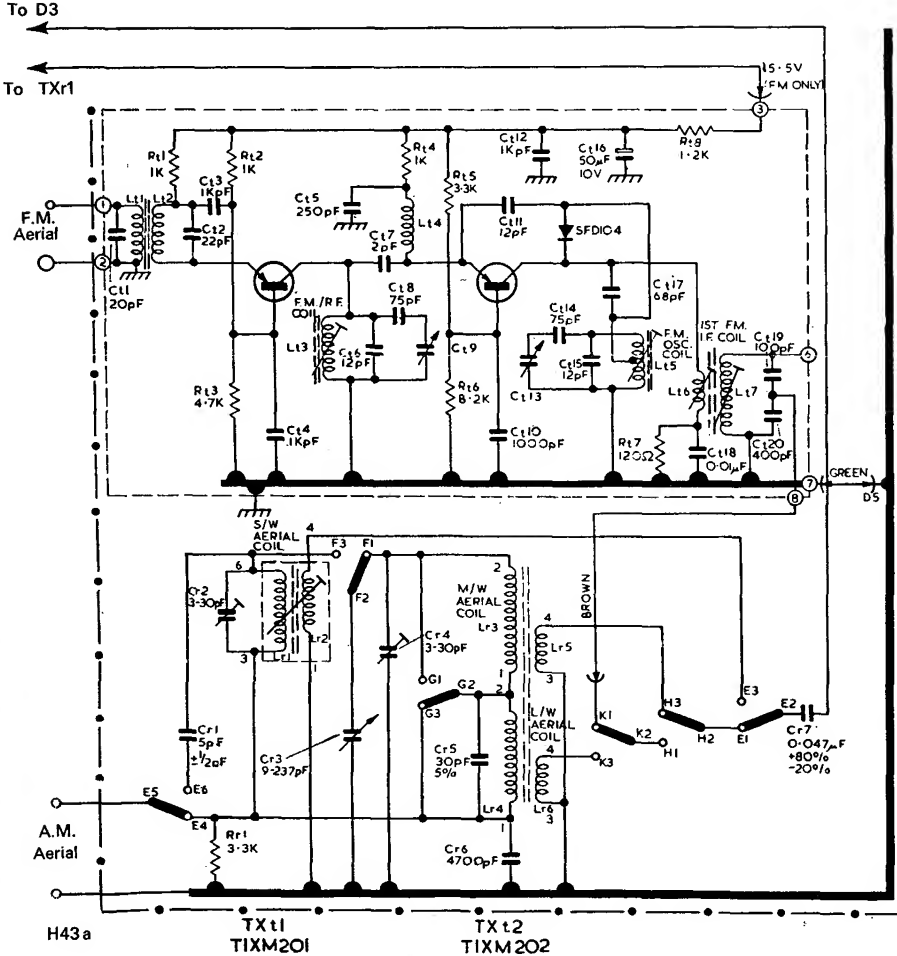 To D3
To TXr1
15·5V
(FM ONLY)
3
Rt1
1K
Rt2
1K
Ct3
1KpF
Rt4
1K
Rt5
3·3K
Ct12
1KpF
Ct16
50µF
10V
Rt8
1·2K
Ct5
250pF
Lt4
Ct11
12pF
SFD104
1
F.M.
Aerial
2
Ct1
20pF
Lt1
Lt2
Ct2
22pF
Ct7
2pF
Ct17
68pF
F.M./R.F.
COIL
Lt3
Ct8
75pF
Ct6
12pF
Ct9
Ct14
75pF
Ct15
12pF
Ct13
F.M.
OSC.
COIL
Lt5
1ST F.M.
I.F. COIL
Lt6
Lt7
Ct19
100pF
6
Rt3
4·7K
Ct4
1KpF
Rt6
8·2K
Ct10
1000pF
Rt7
120Ω
Ct18
0·01µF
Ct20
400pF
7
GREEN
D5
8
S/W
AERIAL
COIL
4
6
F3
F1
F2
Cr2
3-30pF
Lr1
Lr2
3
1
Cr4
3-30pF
2
M/W
AERIAL
COIL
Lr3
1
2
4
Lr5
3
BROWN
G1
G2
G3
L/W
AERIAL
COIL
4
Lr4
1
Lr6
3
Cr1
5pF
±½pF
Cr3
9-237pF
Cr5
30pF
5%
K1
K2
K3
H3
H1
H2
E3
E1
E2
Cr7
0·047µF
+80%
-20%
E6
E5
E4
A.M.
Aerial
Rr1
3·3K
Cr6
4700pF
H43a
TXt1
TIXM201
TXt2
TIXM202